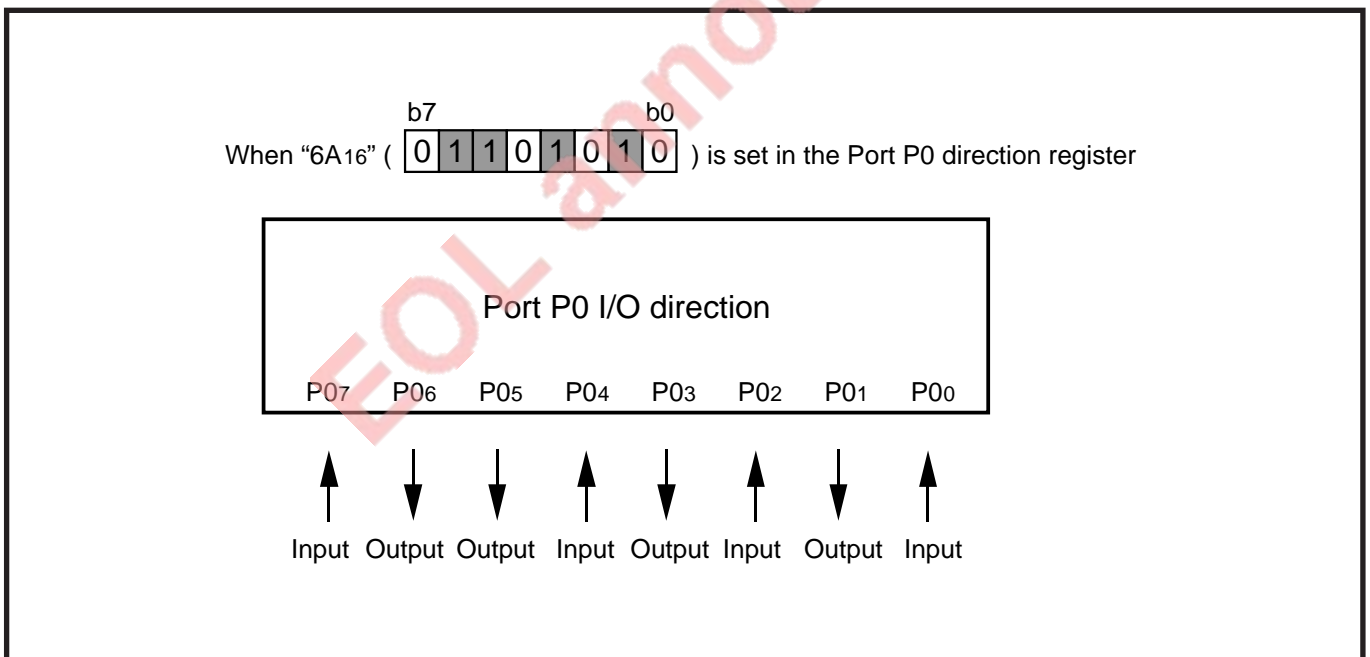 EOL anno
b7 b0
When “6A16” ( 0 1 1 0 1 0 1 0 ) is set in the Port P0 direction register
Port P0 I/O direction
P07 P06 P05 P04 P03 P02 P01 P00
Input Output Output Input Output Input Output Input